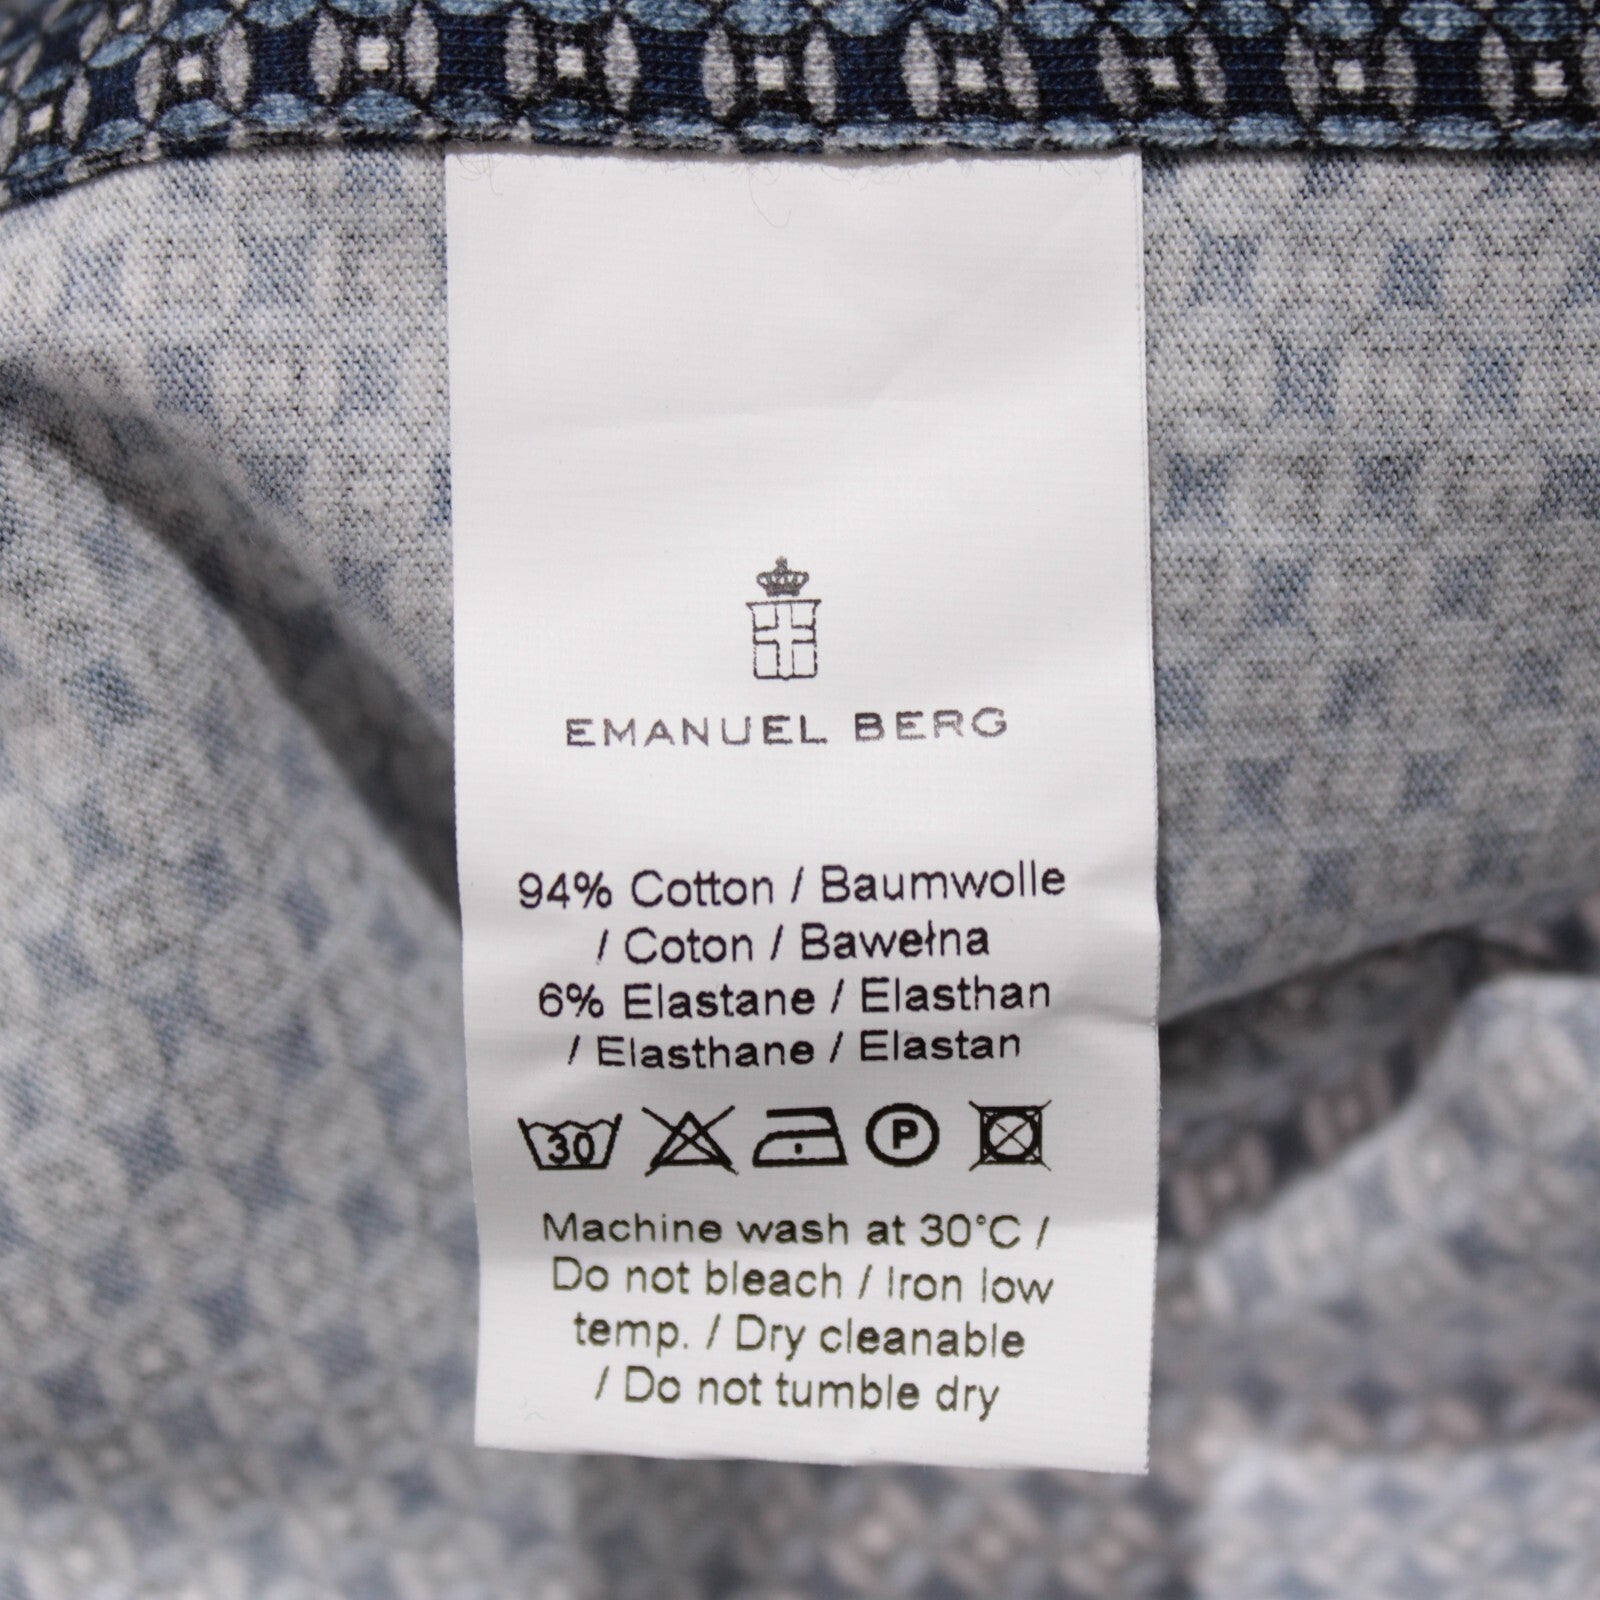 EMANUEL BERG
94% Cotton / Baumwolle
/ Coton / Bawełna
6% Elastane / Elasthan
/ Elasthane / Elastan
30 P
Machine wash at 30°C /
Do not bleach / Iron low
temp. / Dry cleanable
/ Do not tumble dry